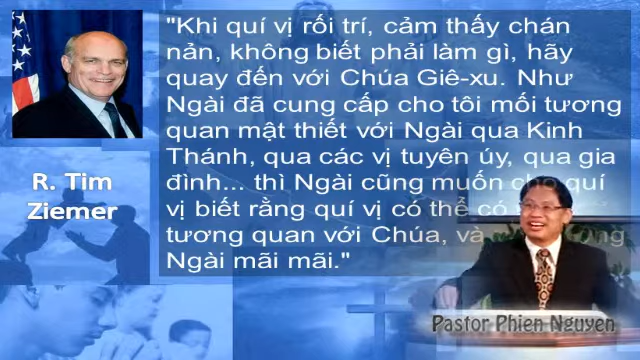 "Khi quí vị rối trí, cảm thấy chán
nản, không biết phải làm gì, hãy
quay đến với Chúa Giê-xu. Như
Ngài đã cung cấp cho tôi mối tương
quan mật thiết với Ngài qua Kinh
Thánh, qua các vị tuyên úy, qua gia
đình... thì Ngài cũng muốn cho quí
vị biết rằng quí vị có thể có
tương quan với Chúa, và
Ngài mãi mãi."
R. Tim
Ziemer
Pastor Phien Nguyen